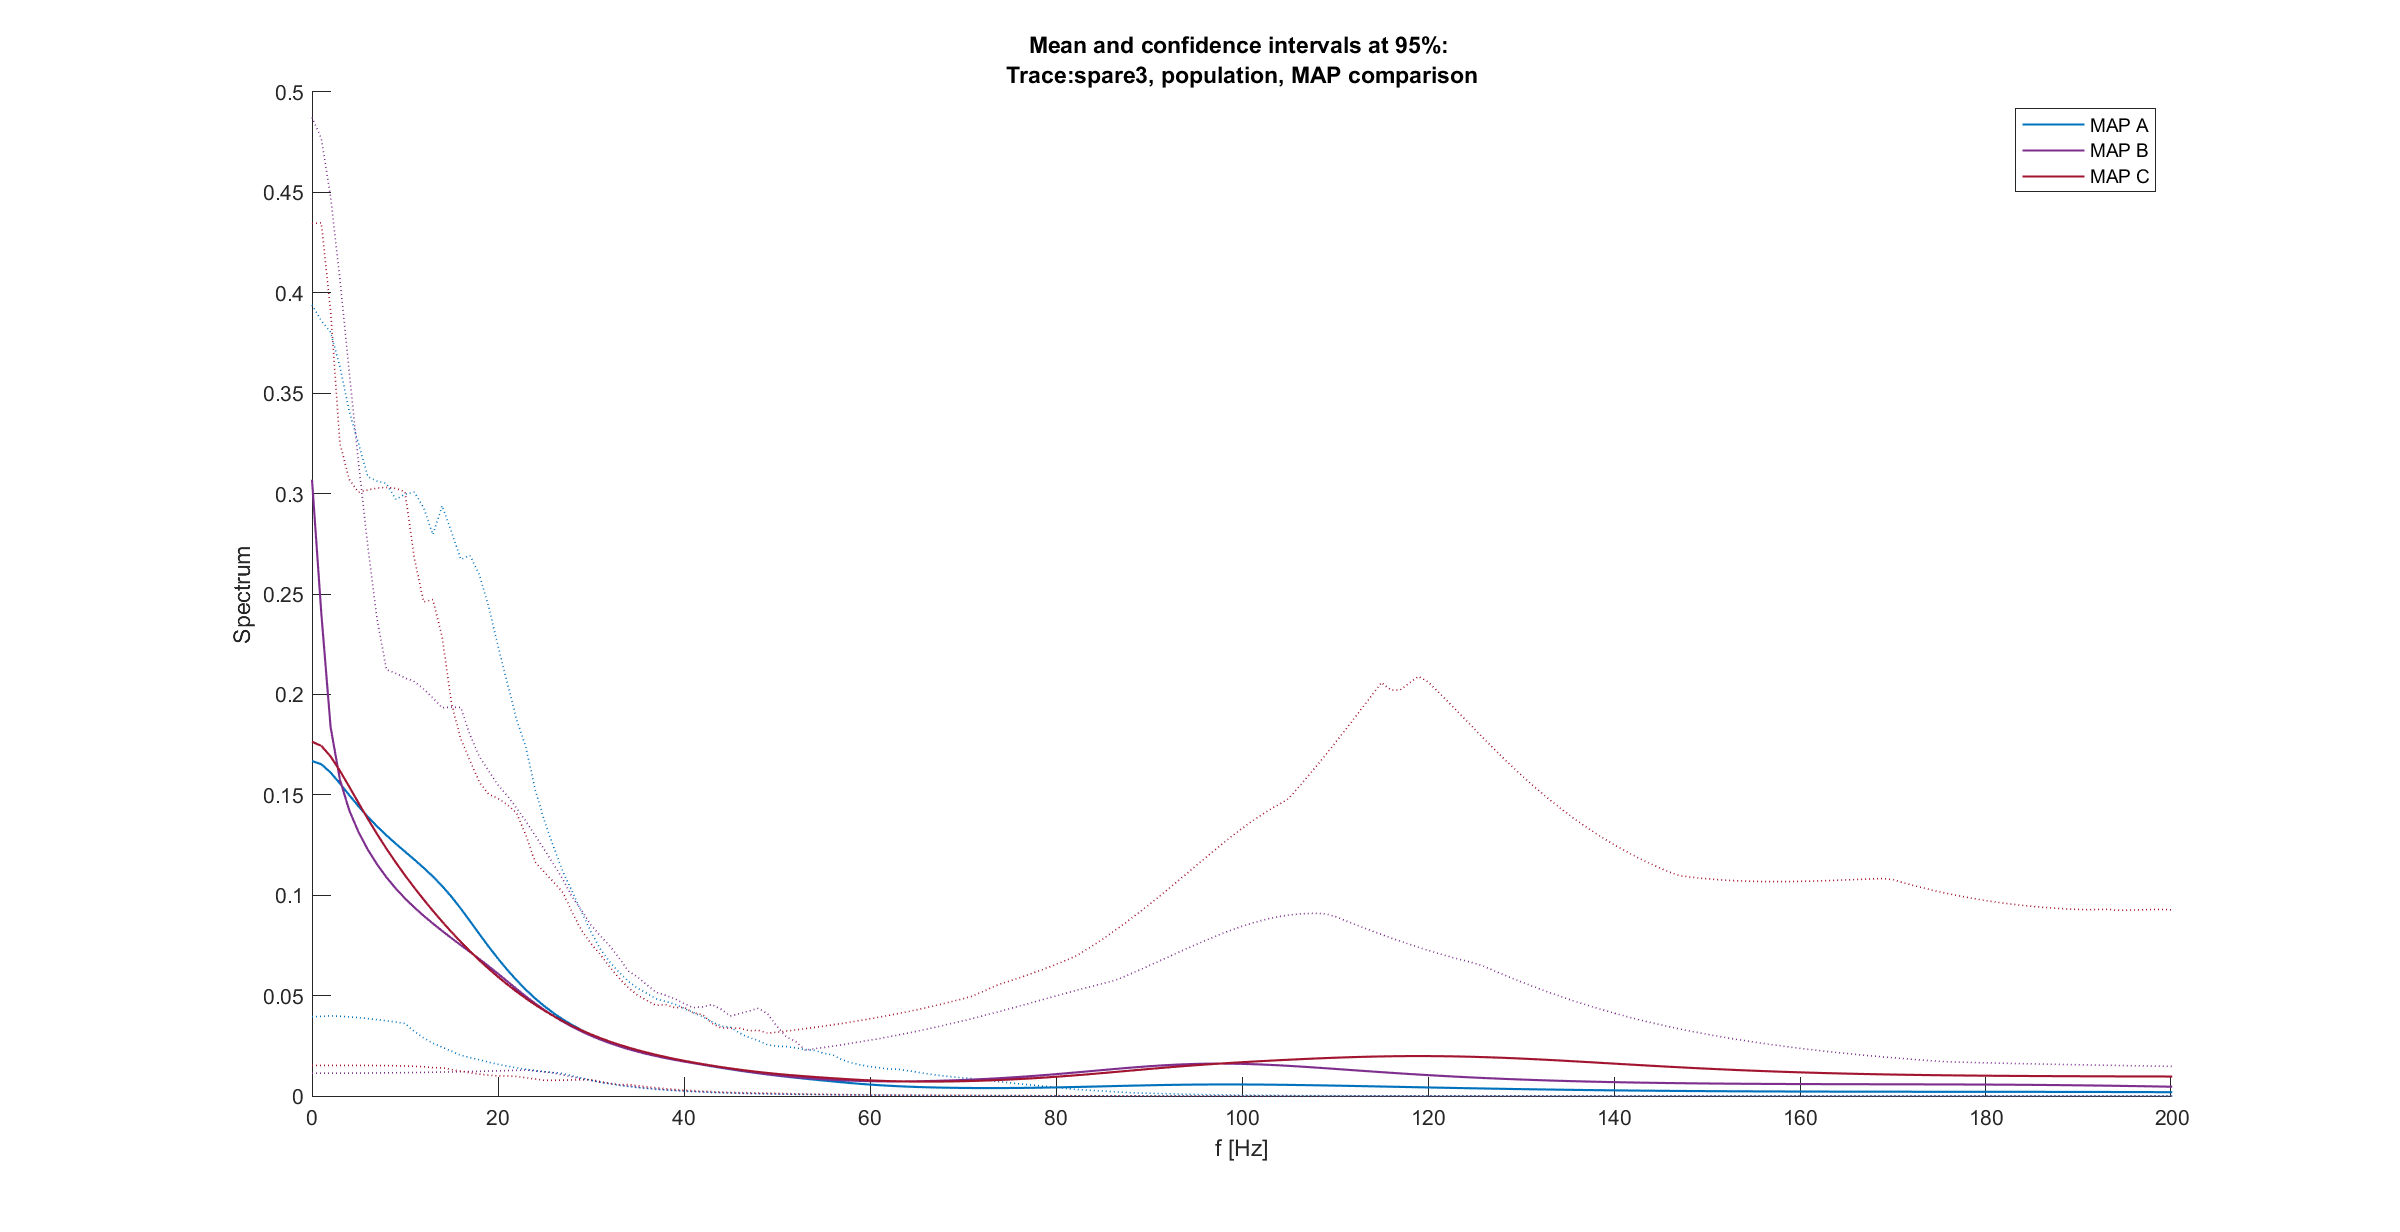 Mean and confidence intervals at 95%:
Trace:spare3, population, MAP comparison
0.5
0.45
0.4
0.35
0.3
0.25
0.2
0.15
0.1
0.05
0
Spectrum
MAP A
MAP B
MAP C
0 20 40 60 80 100 120 140 160 180 200
f [Hz]